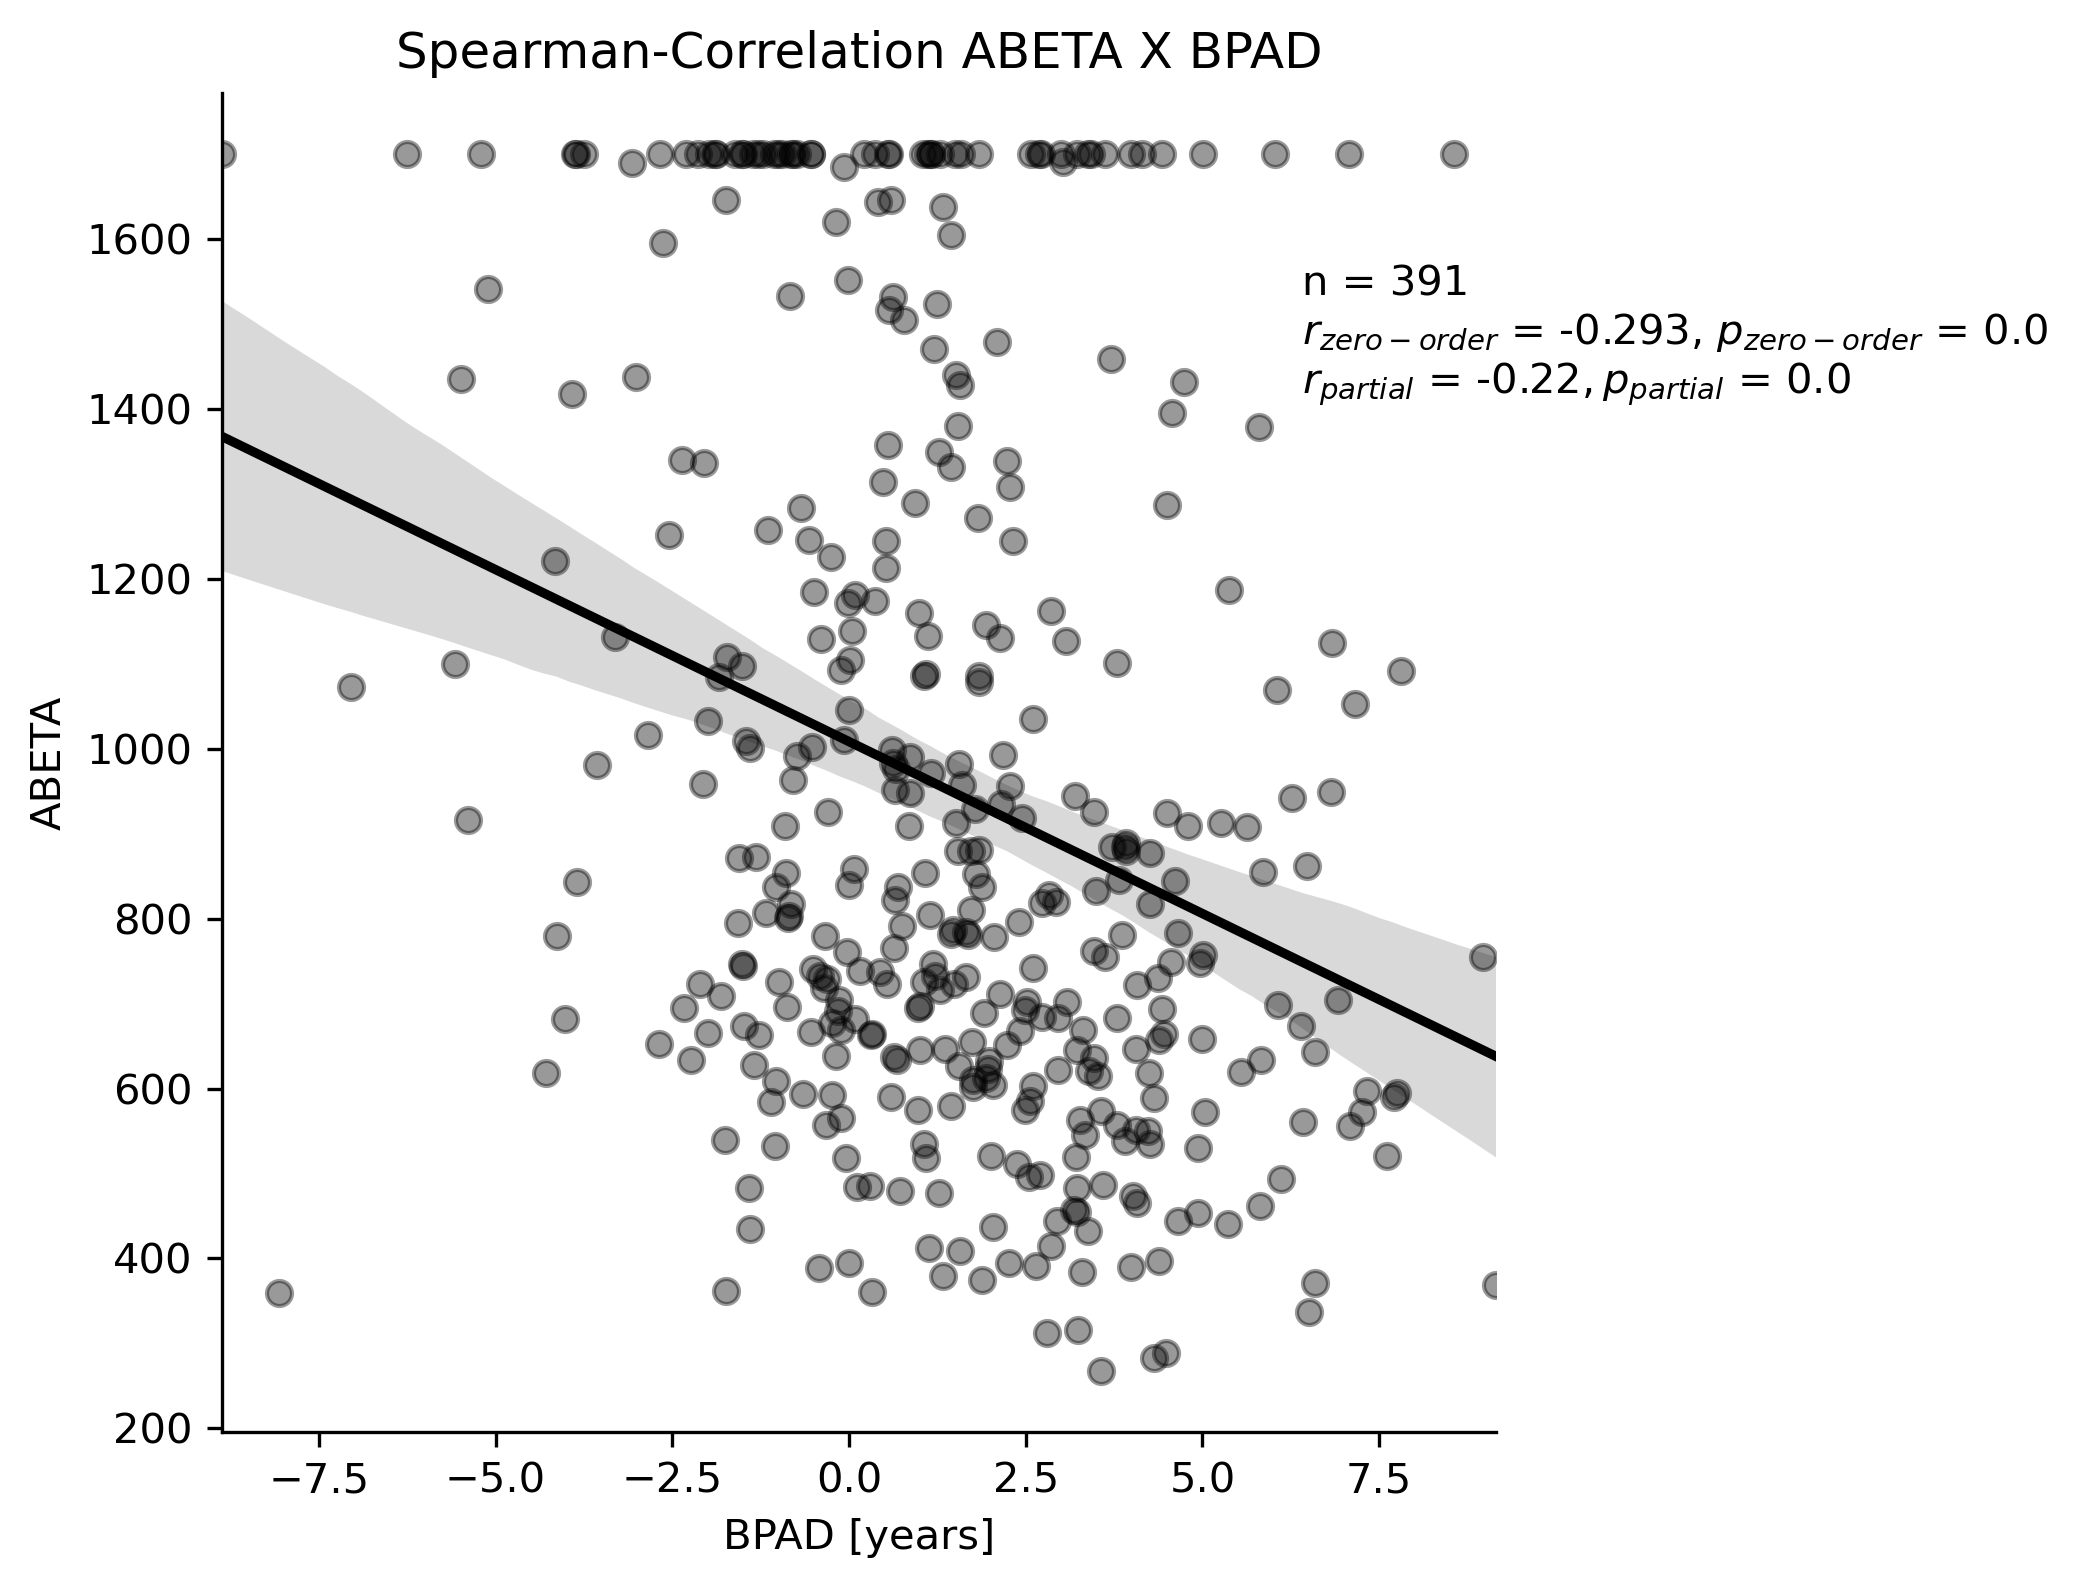 Spearman-Correlation ABETA X BPAD
n = 391
r_zero-order = -0.293, p_zero-order = 0.0
r_partial = -0.22, p_partial = 0.0
ABETA
1600
1400
1200
1000
800
600
400
200
−7.5 −5.0 −2.5 0.0 2.5 5.0 7.5
BPAD [years]